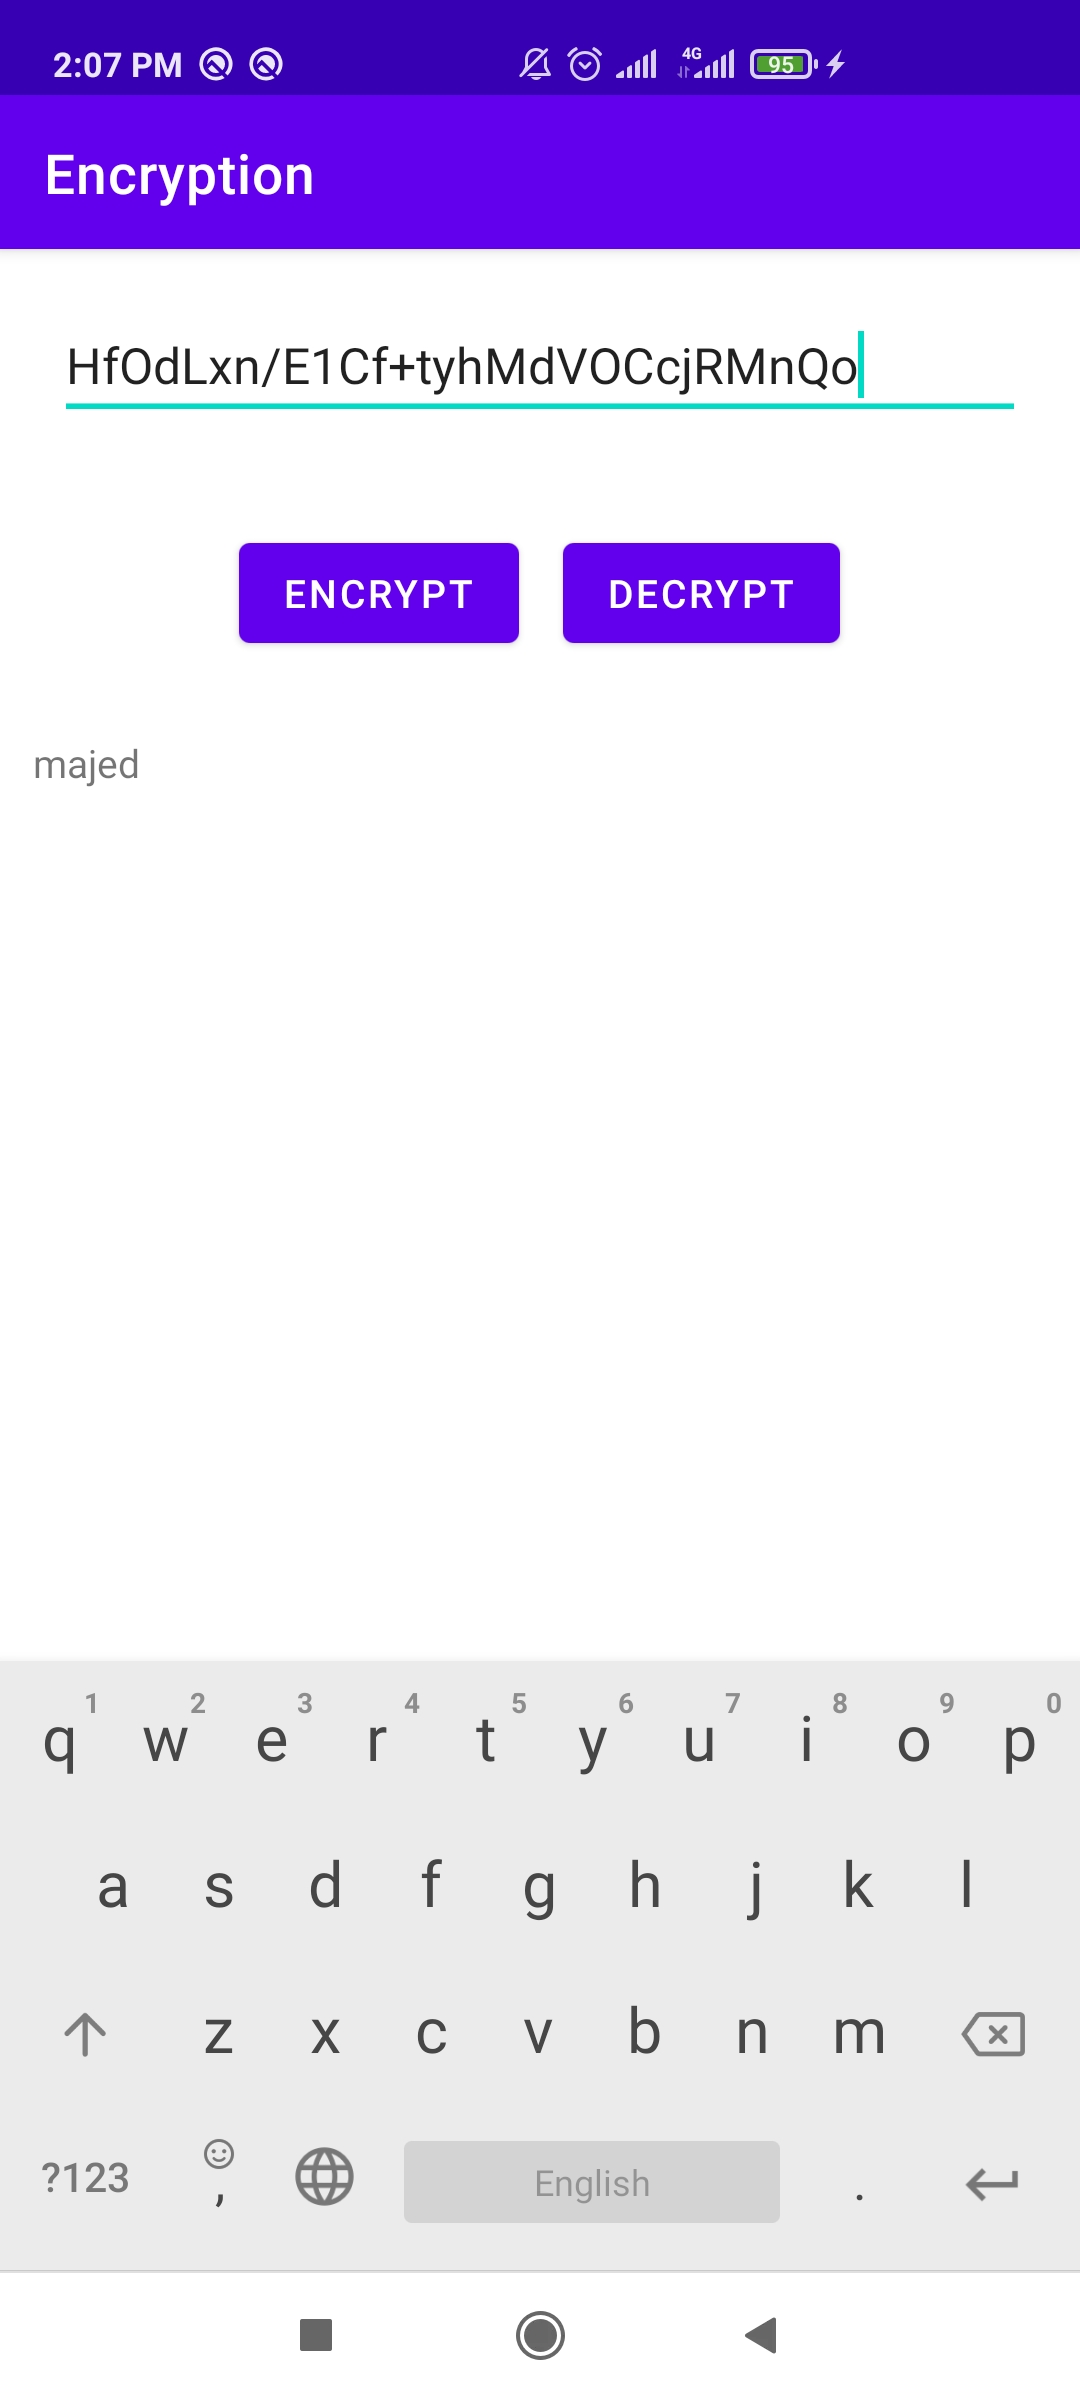 2:07 PM 4G 95
Encryption
HfOdLxn/E1Cf+tyhMdVOCcjRMnQo
ENCRYPT DECRYPT
majed
1 2 3 4 5 6 7 8 9 0
q w e r t y u i o p
a s d f g h j k l
z x c v b n m
?123 , English .